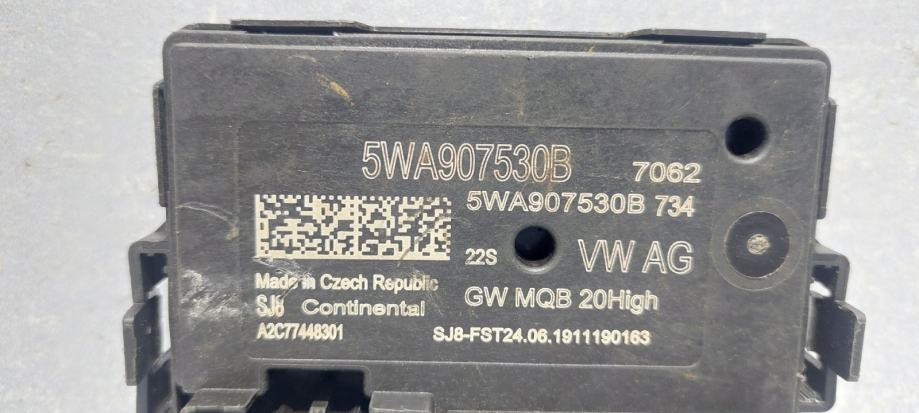 5WA907530B
7062
5WA907530B 734
22S
VW AG
Made in Czech Republic
GW MQB 20High
SJ8 Continental
A2C77448301
SJ8-FST24.06.1911190163